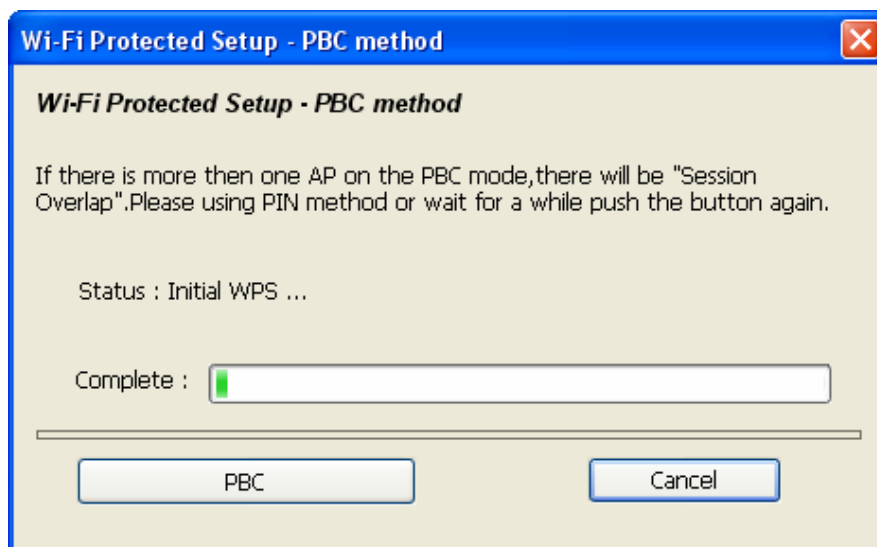 Wi-Fi Protected Setup - PBC method
Wi-Fi Protected Setup - PBC method
If there is more then one AP on the PBC mode,there will be "Session
Overlap".Please using PIN method or wait for a while push the button again.
Status : Initial WPS ...
Complete :
PBC
Cancel